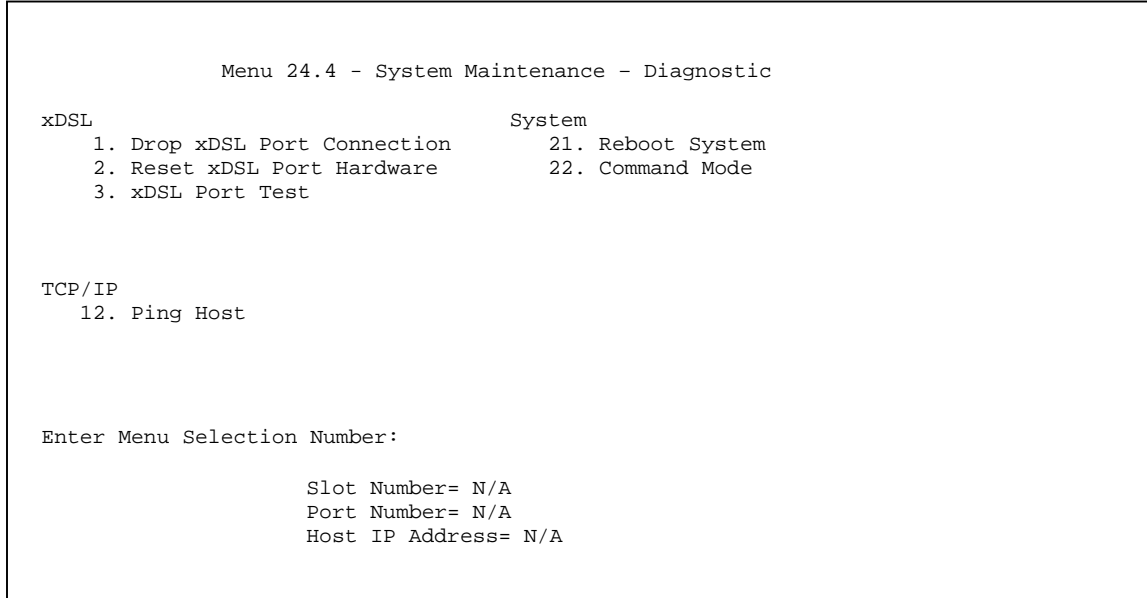 Menu 24.4 - System Maintenance – Diagnostic
xDSL System
1. Drop xDSL Port Connection 21. Reboot System
2. Reset xDSL Port Hardware 22. Command Mode
3. xDSL Port Test
TCP/IP
12. Ping Host
Enter Menu Selection Number:
Slot Number= N/A
Port Number= N/A
Host IP Address= N/A